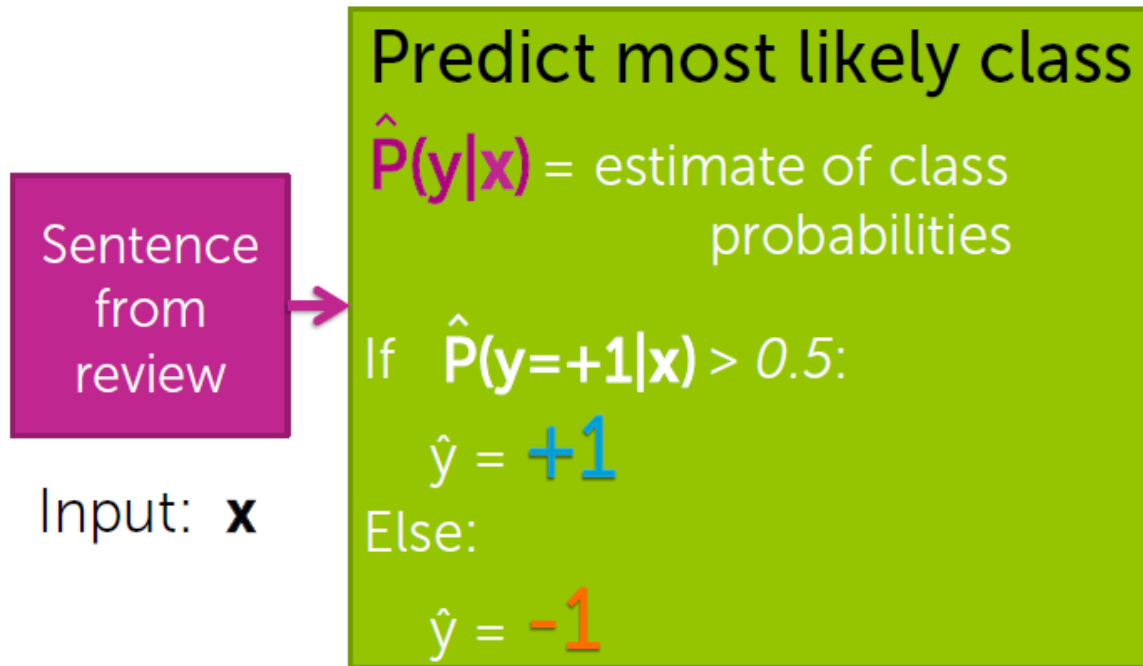 Sentence
from
review
Input: x
Predict most likely class
P̂(y|x) = estimate of class
probabilities
If P̂(y=+1|x) > 0.5:
ŷ = +1
Else:
ŷ = -1